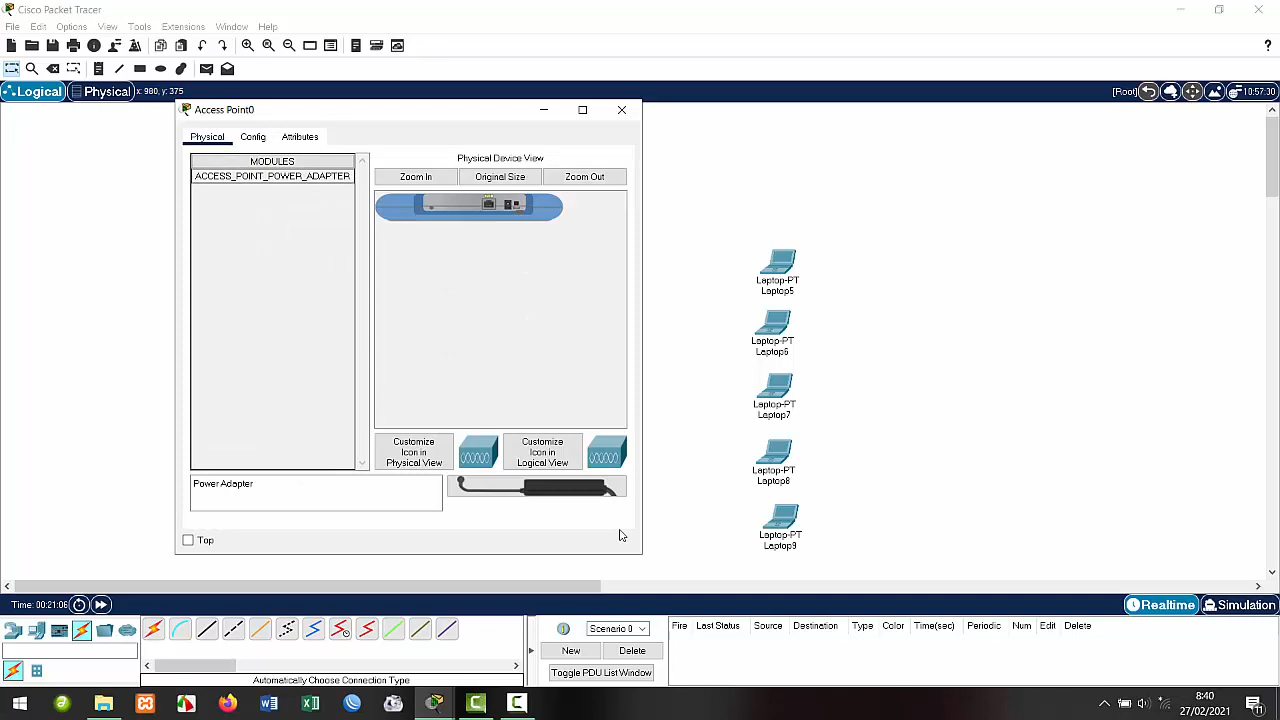 Cisco Packet Tracer
File Edit Options View Tools Extensions Window Help
?
Logical Physical x: 980, y: 375 [Root] 10:57:30
Access Point0
Physical Config Attributes
MODULES
ACCESS_POINT_POWER_ADAPTER
Physical Device View
Zoom In Original Size Zoom Out
Customize
Icon in
Physical View
Customize
Icon in
Logical View
Power Adapter
Top
Laptop-PT
Laptop5
Laptop-PT
Laptop6
Laptop-PT
Laptop7
Laptop-PT
Laptop8
Laptop-PT
Laptop9
Time: 00:21:06 Realtime Simulation
Scenario 0
New Delete
Toggle PDU List Window
Fire Last Status Source Destination Type Color Time(sec) Periodic Num Edit Delete
Automatically Choose Connection Type
8:40
27/02/2021
11